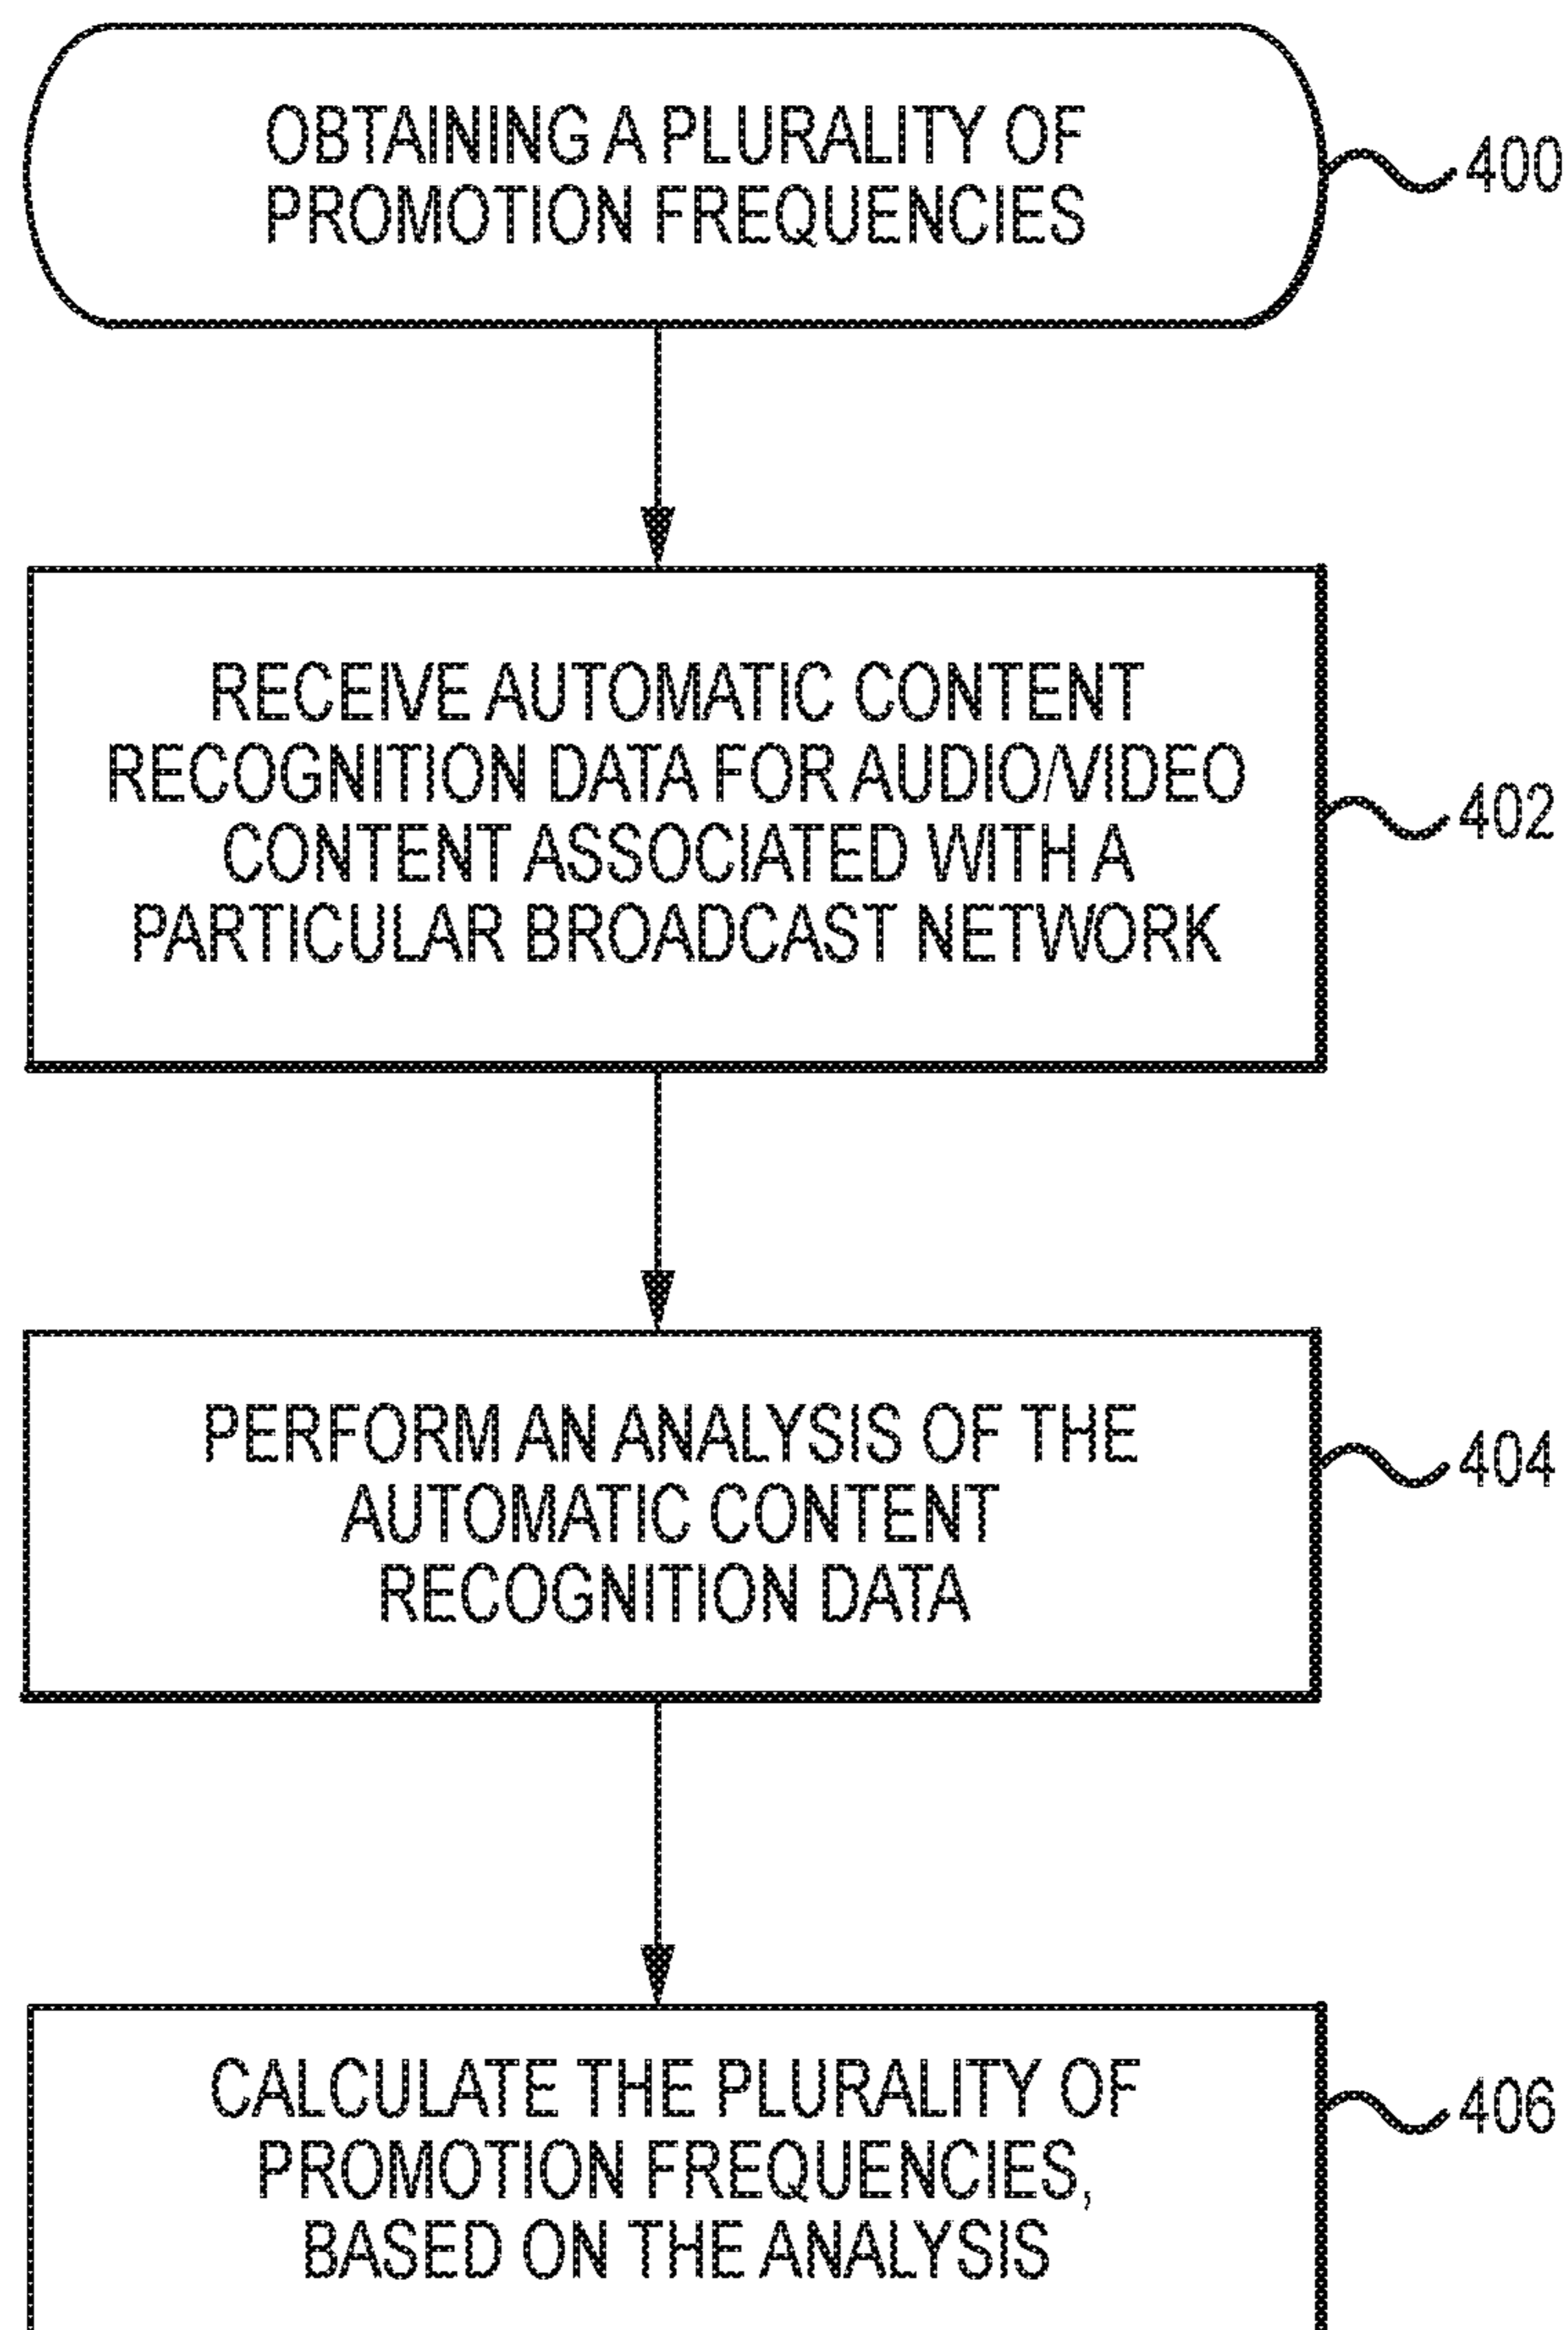 OBTAINING A PLURALITY OF
PROMOTION FREQUENCIES
400
RECEIVE AUTOMATIC CONTENT
RECOGNITION DATA FOR AUDIO/VIDEO
CONTENT ASSOCIATED WITH A
PARTICULAR BROADCAST NETWORK
402
PERFORM AN ANALYSIS OF THE
AUTOMATIC CONTENT
RECOGNITION DATA
404
CALCULATE THE PLURALITY OF
PROMOTION FREQUENCIES,
BASED ON THE ANALYSIS
406